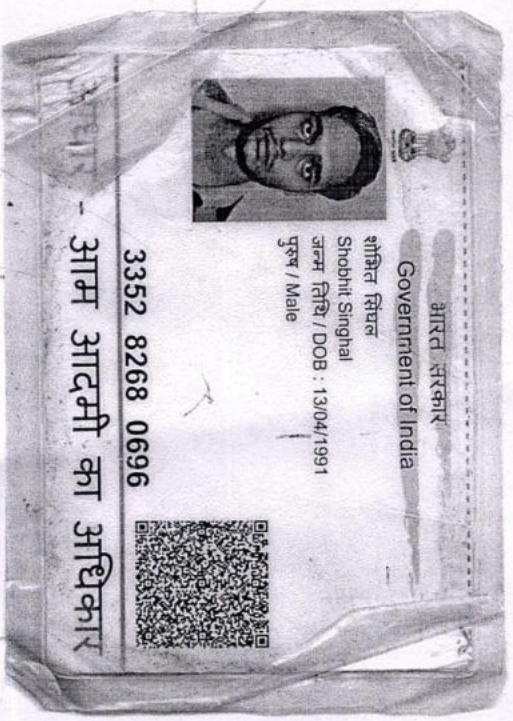 भारत सरकार
Government of India
शोभित सिंघल
Shobhit Singhal
जन्म तिथि / DOB : 13/04/1991
पुरुष / Male
3352 8268 0696
आधार - आम आदमी का अधिकार